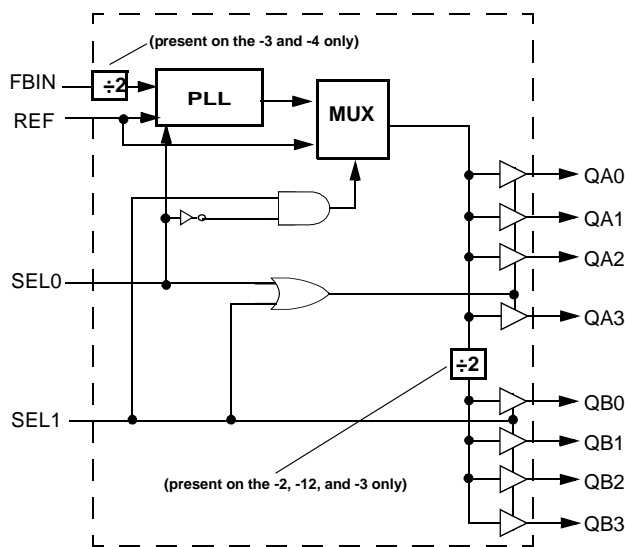 (present on the -3 and -4 only)
FBIN
÷2
PLL
MUX
REF
QA0
QA1
QA2
SEL0
QA3
÷2
QB0
SEL1
QB1
(present on the -2, -12, and -3 only)
QB2
QB3